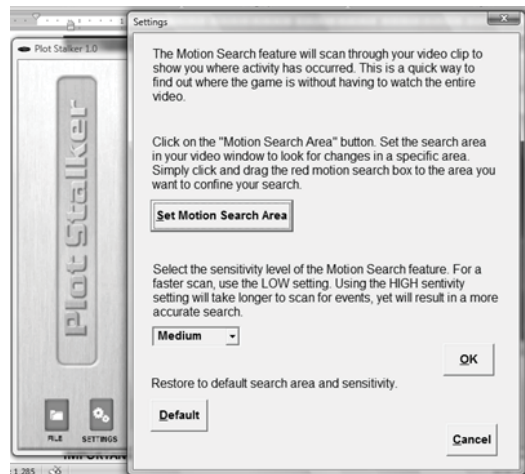 Settings
Plot Stalker 1.0
Plot Stalker
FILE
SETTINGS
The Motion Search feature will scan through your video clip to
show you where activity has occurred. This is a quick way to
find out where the game is without having to watch the entire
video.
Click on the "Motion Search Area" button. Set the search area
in your video window to look for changes in a specific area.
Simply click and drag the red motion search box to the area you
want to confine your search.
Set Motion Search Area
Select the sensitivity level of the Motion Search feature. For a
faster scan, use the LOW setting. Using the HIGH sentivity
setting will take longer to scan for events, yet will result in a more
accurate search.
Medium
OK
Restore to default search area and sensitivity.
Default
Cancel
1,285